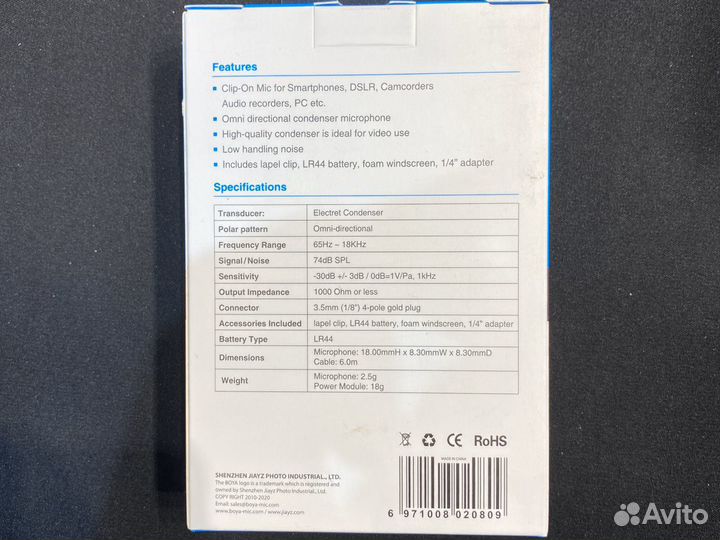 Features
Clip-On Mic for Smartphones, DSLR, Camcorders
Audio recorders, PC etc.
Omni directional condenser microphone
High-quality condenser is ideal for video use
Low handling noise
Includes lapel clip, LR44 battery, foam windscreen, 1/4" adapter
Specifications
Transducer: Electret Condenser
Polar pattern Omni-directional
Frequency Range 65Hz ~ 18KHz
Signal/Noise 74dB SPL
Sensitivity -30dB +/- 3dB / 0dB=1V/Pa, 1kHz
Output Impedance 1000 Ohm or less
Connector 3.5mm (1/8") 4-pole gold plug
Accessories Included lapel clip, LR44 battery, foam windscreen, 1/4" adapter
Battery Type LR44
Dimensions Microphone: 18.00mmH x 8.30mmW x 8.30mmD
Cable: 6.0m
Weight Microphone: 2.5g
Power Module: 18g
CE RoHS
MADE IN CHINA
SHENZHEN JIAYZ PHOTO INDUSTRIAL., LTD.
The BOYA logo is a trademark which is registered and
owned by Shenzhen Jiayz Photo Industrial., Ltd.
COPY RIGHT 2010-2020
Email: sales@boya-mic.com
www.boya-mic.com / jiayz.com
6 971008 020809
Avito